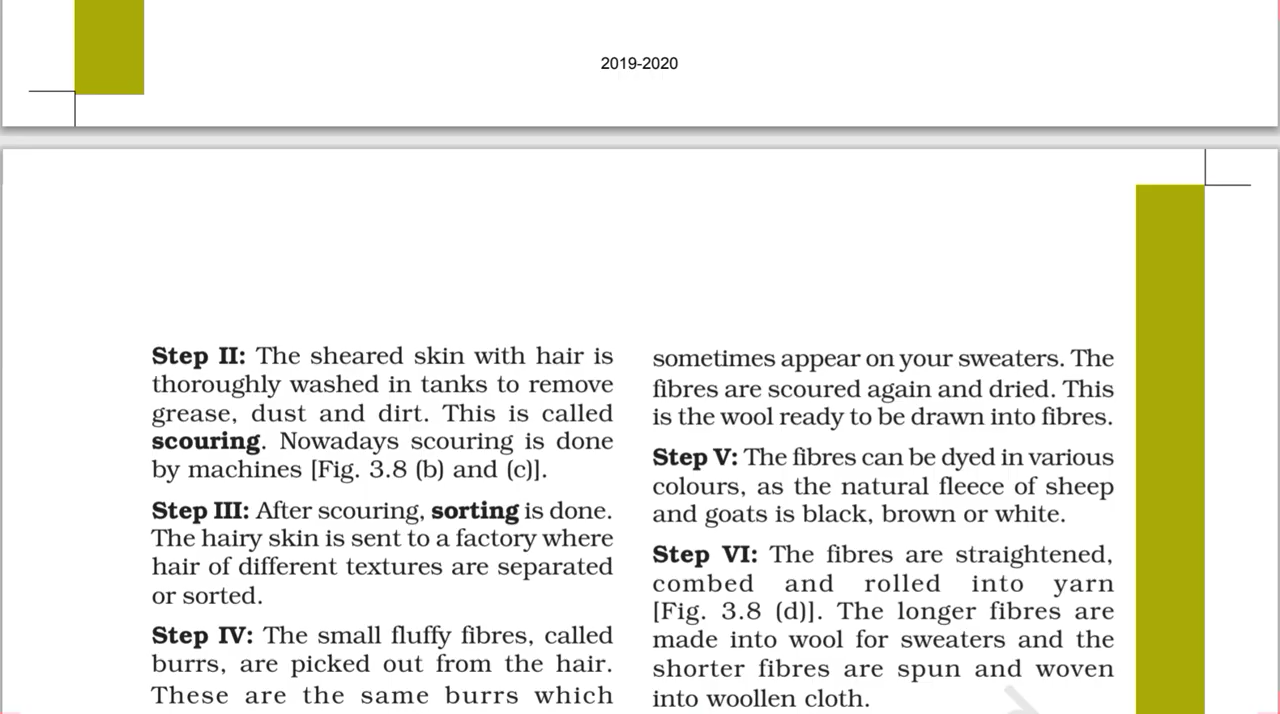 2019-2020
Step II: The sheared skin with hair is
thoroughly washed in tanks to remove
grease, dust and dirt. This is called
scouring. Nowadays scouring is done
by machines [Fig. 3.8 (b) and (c)].
Step III: After scouring, sorting is done.
The hairy skin is sent to a factory where
hair of different textures are separated
or sorted.
Step IV: The small fluffy fibres, called
burrs, are picked out from the hair.
These are the same burrs which
sometimes appear on your sweaters. The
fibres are scoured again and dried. This
is the wool ready to be drawn into fibres.
Step V: The fibres can be dyed in various
colours, as the natural fleece of sheep
and goats is black, brown or white.
Step VI: The fibres are straightened,
combed and rolled into yarn
[Fig. 3.8 (d)]. The longer fibres are
made into wool for sweaters and the
shorter fibres are spun and woven
into woollen cloth.